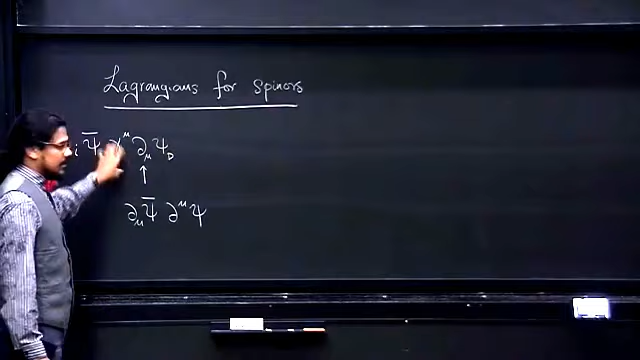 Lagrangians for spinors
i ψ̄ γ^μ ∂_μ ψ_D
↑
∂_μ ψ̄ ∂^μ ψ